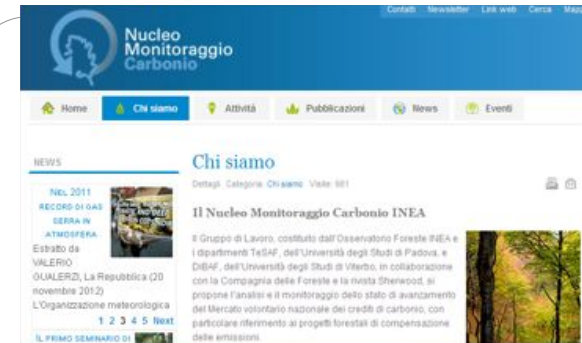 Contatti Newsletter Link web Cerca Mapp
Nucleo
Monitoraggio
Carbonio
Home Chi siamo Attività Pubblicazioni News Eventi
NEWS
NEL 2011
RECORD DI GAS
SERRA IN
ATMOSFERA
Estratto da
VALERIO
GUALERZI, La Repubblica (20
novembre 2012)
L'Organizzazione meteorologica
1 2 3 4 5 Next
IL PRIMO SEMINARIO DI
Chi siamo
Dettagli Categoria: Chi siamo Visite: 981
Il Nucleo Monitoraggio Carbonio INEA
Il Gruppo di Lavoro, costituito dall'Osservatorio Foreste INEA e
i dipartimenti TeSAF, dell'Università degli Studi di Padova, e
DiBAF, dell'Università degli Studi di Viterbo, in collaborazione
con la Compagnia delle Foreste e la rivista Sherwood, si
propone l'analisi e il monitoraggio dello stato di avanzamento
del Mercato volontario nazionale dei crediti di carbonio, con
particolare riferimento ai progetti forestali di compensazione
delle emissioni.